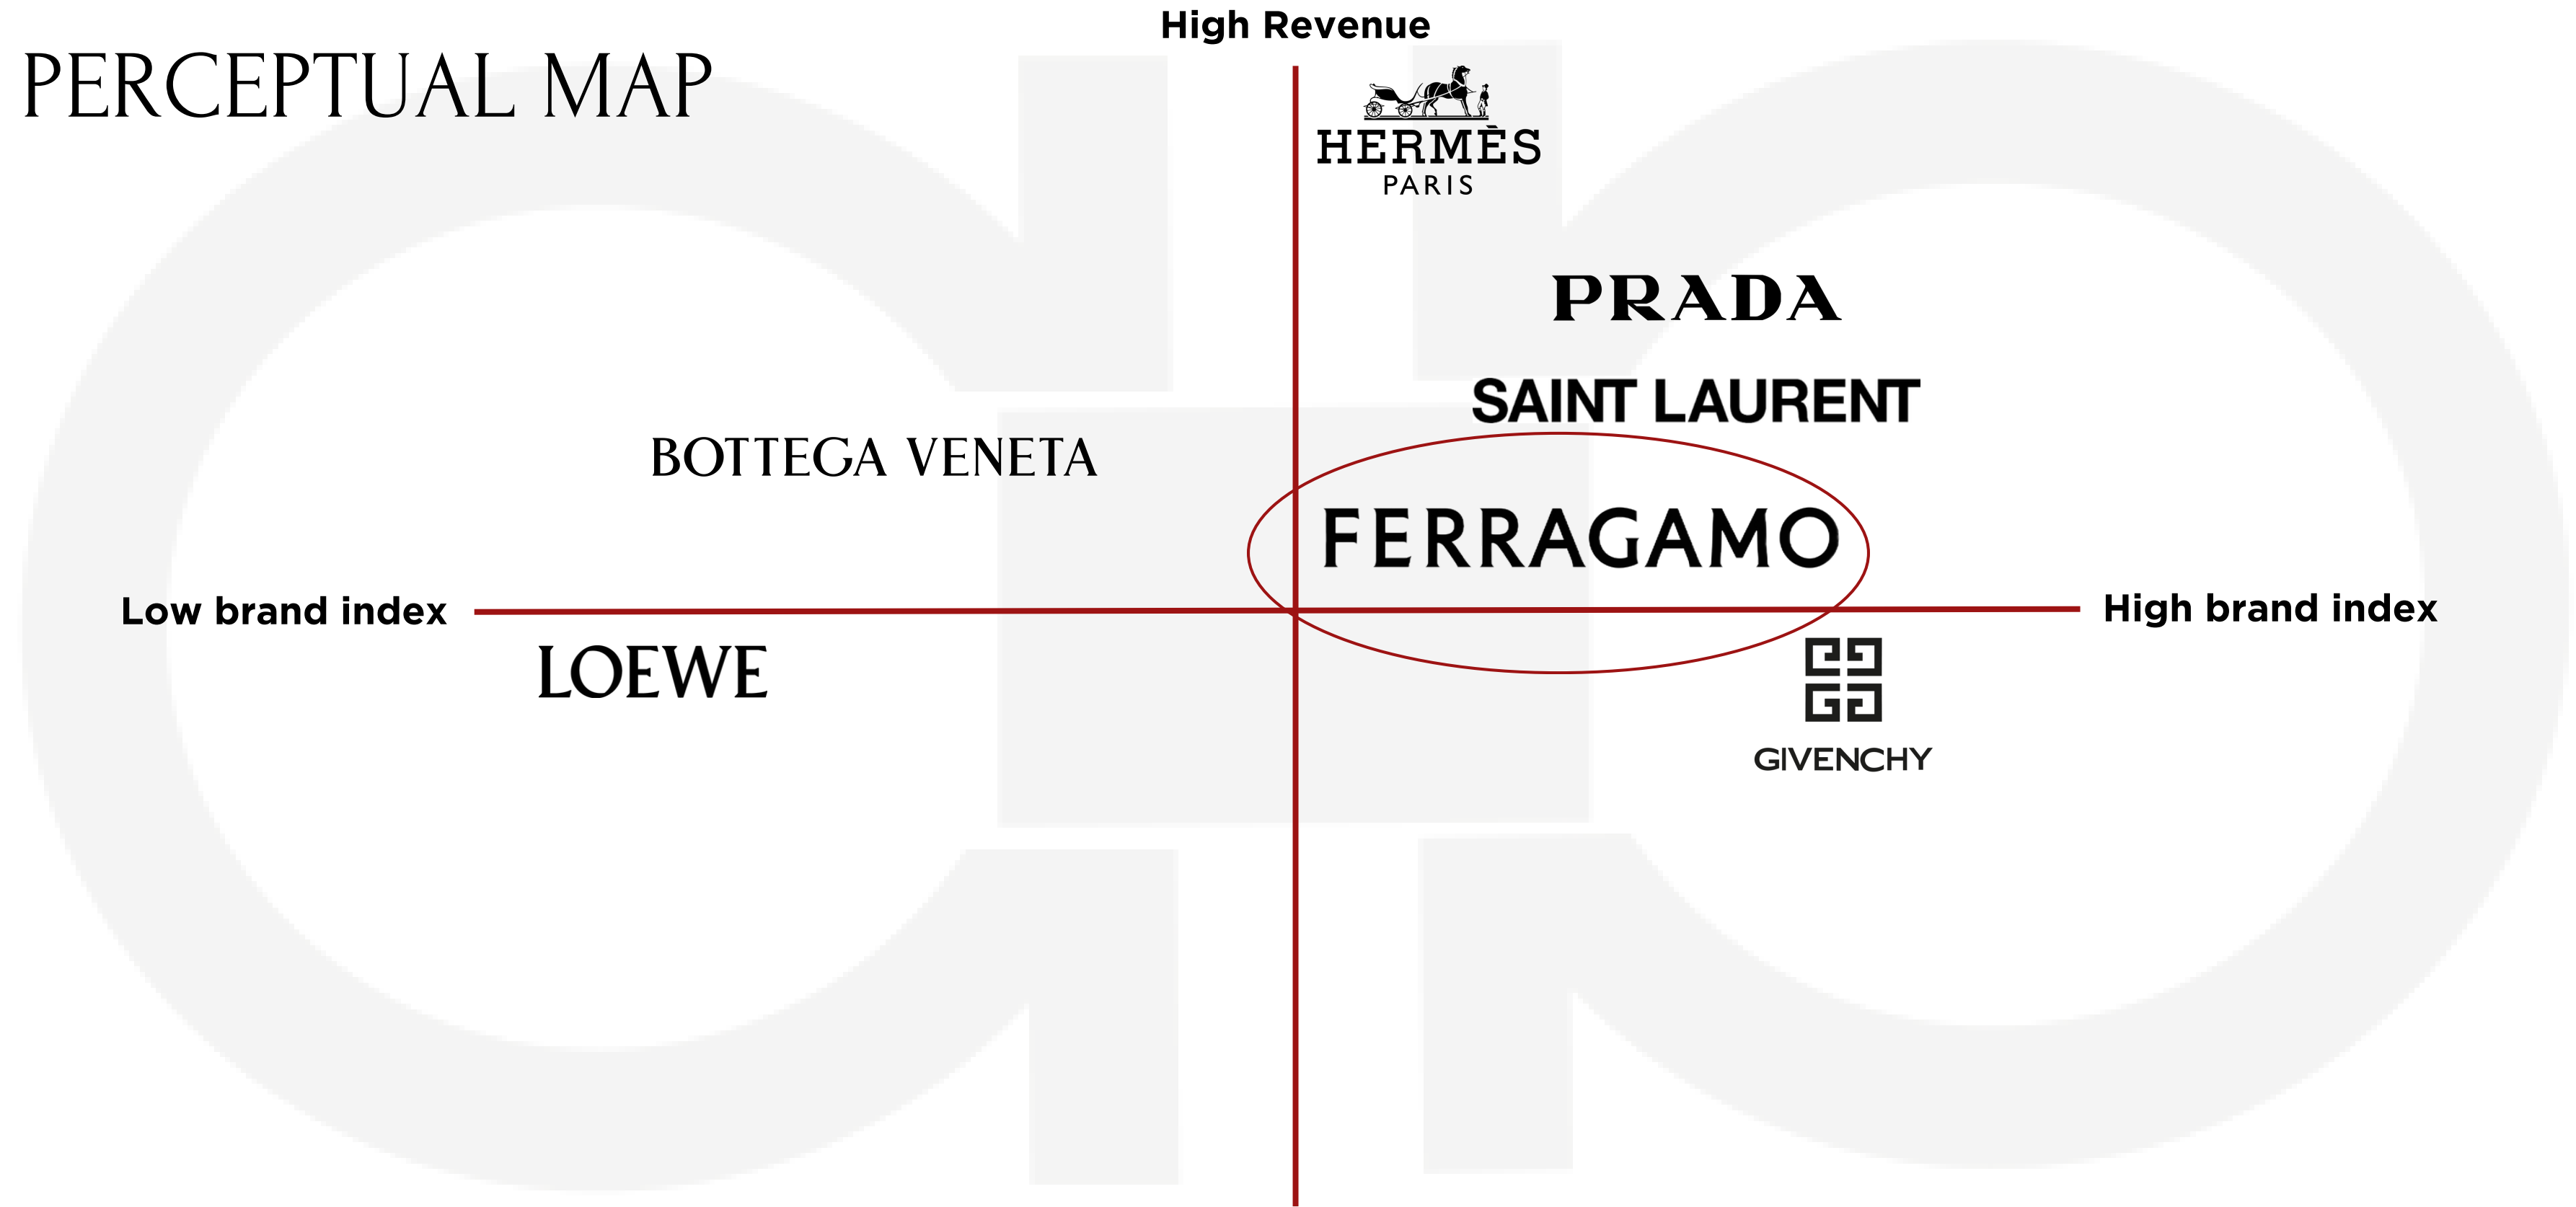 High Revenue
PERCEPTUAL MAP
HERMÈS
PARIS
PRADA
SAINT LAURENT
BOTTEGA VENETA
FERRAGAMO
Low brand index
High brand index
LOEWE
GIVENCHY